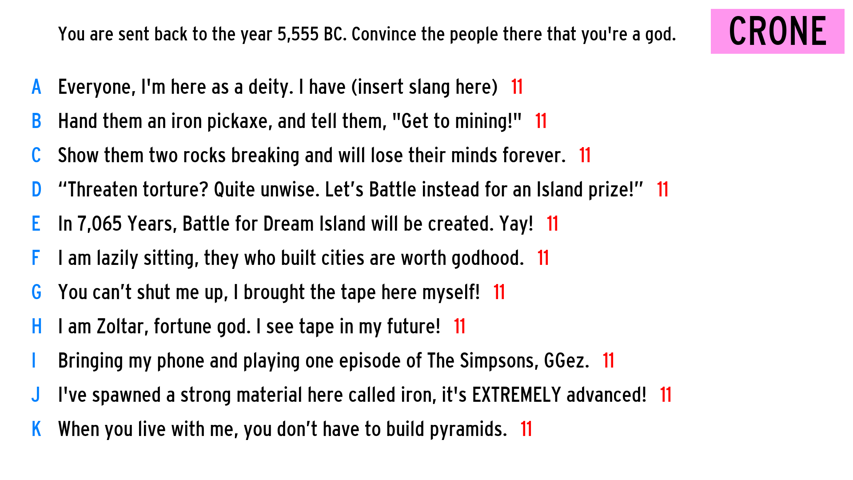 You are sent back to the year 5,555 BC. Convince the people there that you're a god.
CRONE
A Everyone, I'm here as a deity. I have (insert slang here) 11
B Hand them an iron pickaxe, and tell them, "Get to mining!" 11
C Show them two rocks breaking and will lose their minds forever. 11
D “Threaten torture? Quite unwise. Let’s Battle instead for an Island prize!” 11
E In 7,065 Years, Battle for Dream Island will be created. Yay! 11
F I am lazily sitting, they who built cities are worth godhood. 11
G You can’t shut me up, I brought the tape here myself! 11
H I am Zoltar, fortune god. I see tape in my future! 11
I Bringing my phone and playing one episode of The Simpsons, GGez. 11
J I've spawned a strong material here called iron, it's EXTREMELY advanced! 11
K When you live with me, you don’t have to build pyramids. 11